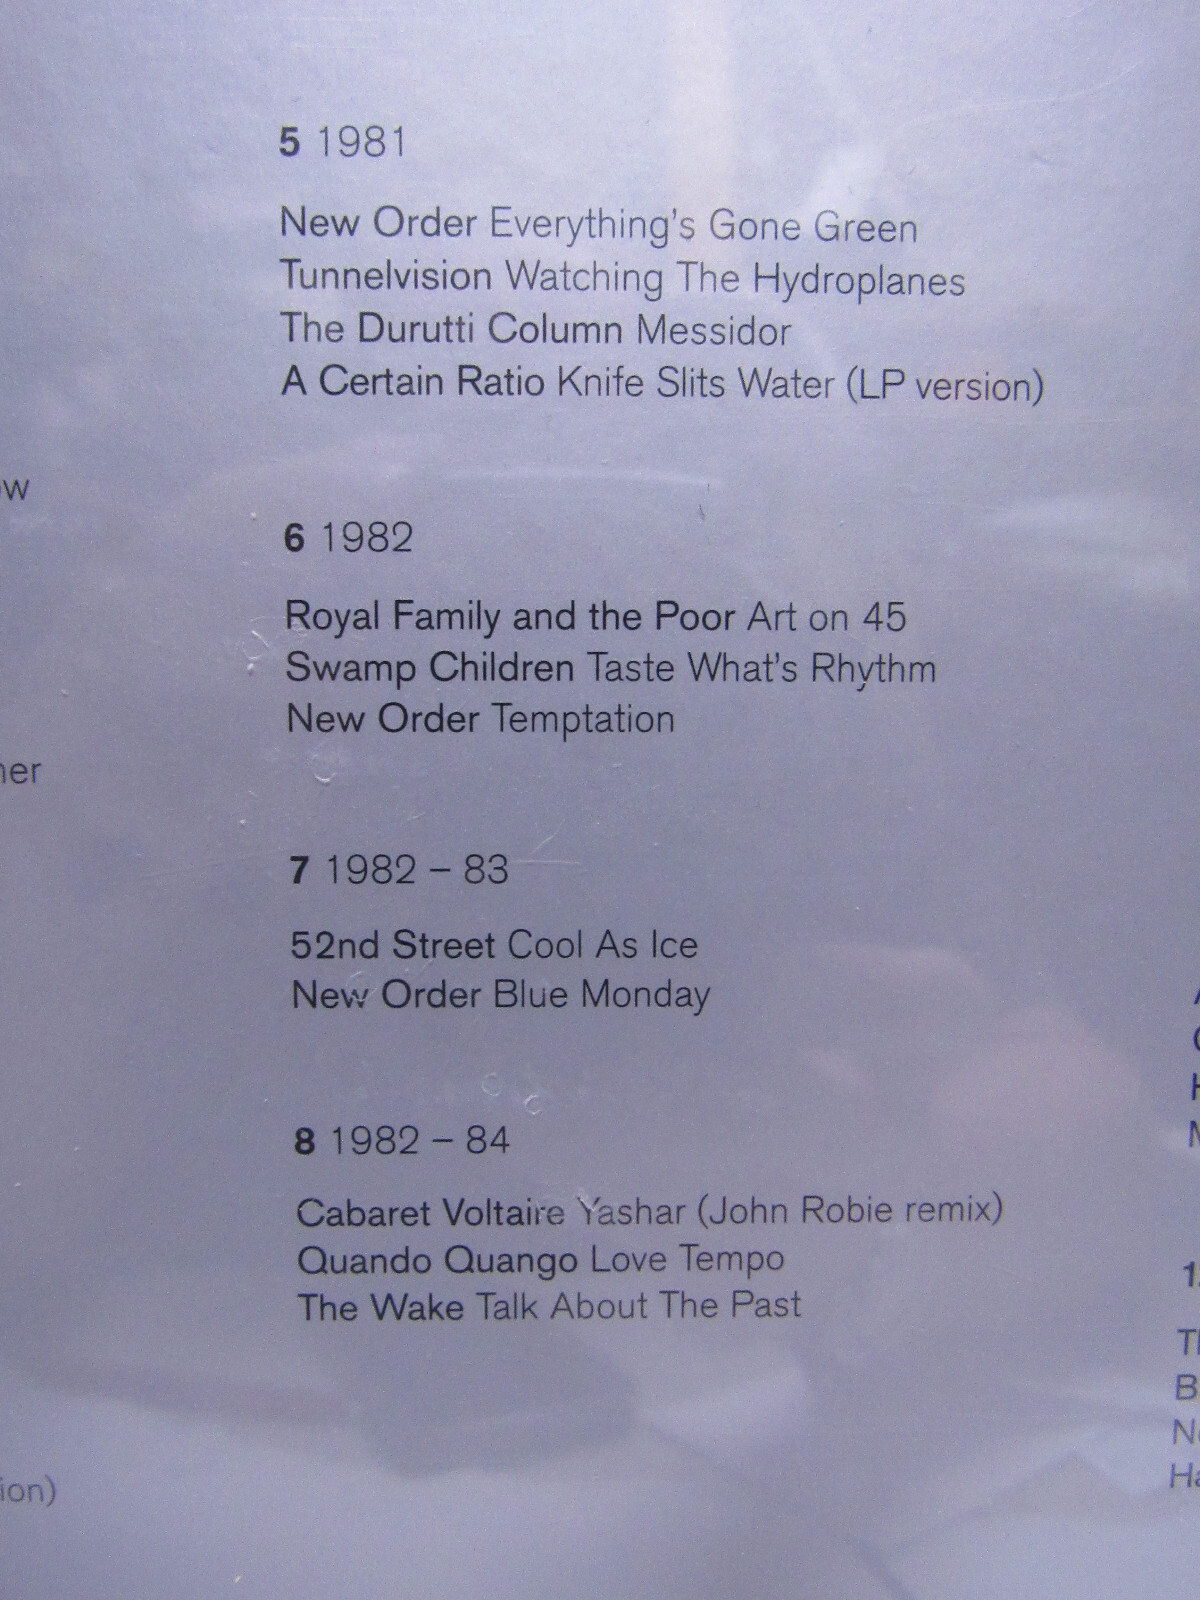 5 1981
New Order Everything's Gone Green
Tunnelvision Watching The Hydroplanes
The Durutti Column Messidor
A Certain Ratio Knife Slits Water (LP version)
6 1982
Royal Family and the Poor Art on 45
Swamp Children Taste What's Rhythm
New Order Temptation
7 1982 – 83
52nd Street Cool As Ice
New Order Blue Monday
8 1982 – 84
Cabaret Voltaire Yashar (John Robie remix)
Quando Quango Love Tempo
The Wake Talk About The Past